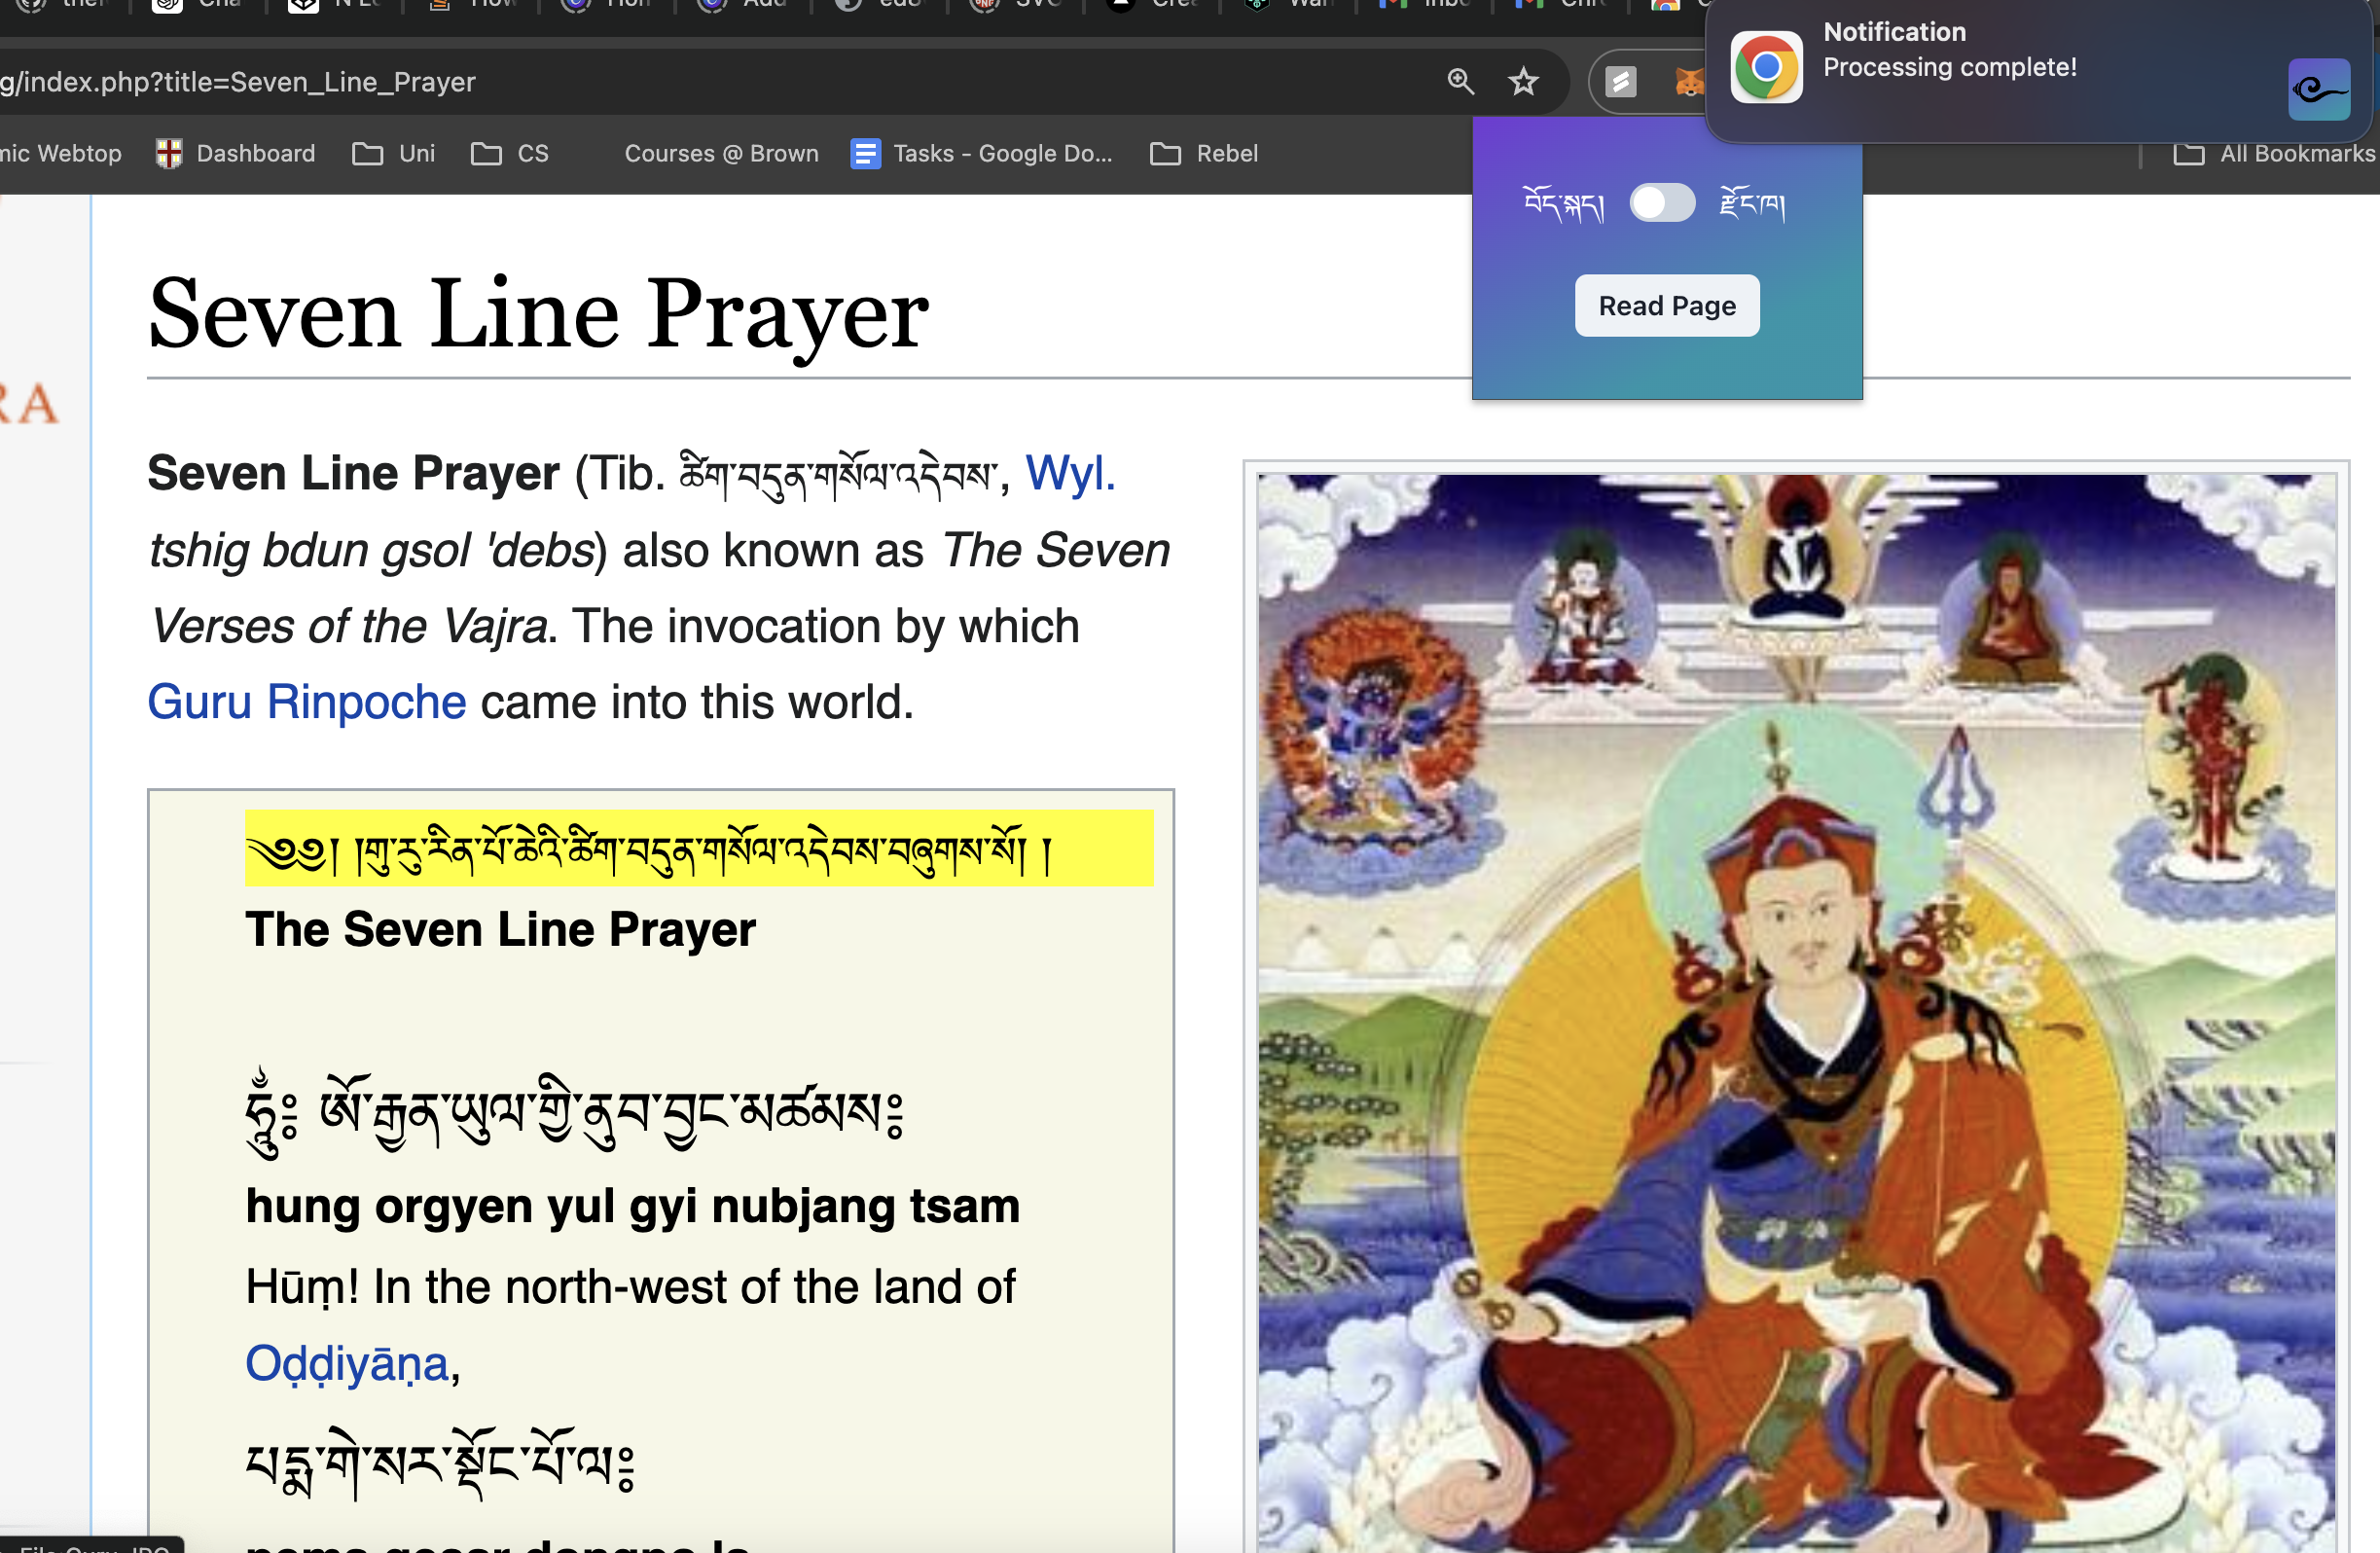 Notification
Processing complete!
g/index.php?title=Seven_Line_Prayer
mic Webtop
Dashboard
Uni
CS
Courses @ Brown
Tasks - Google Do...
Rebel
All Bookmarks
བོད་སྐད།
རྫོང་ཁ།
Read Page
RA
Seven Line Prayer
Seven Line Prayer (Tib. ཚིག་བདུན་གསོལ་འདེབས་, Wyl.
tshig bdun gsol 'debs) also known as The Seven
Verses of the Vajra. The invocation by which
Guru Rinpoche came into this world.
༄༅། །གུ་རུ་རིན་པོ་ཆེའི་ཚིག་བདུན་གསོལ་འདེབས་བཞུགས་སོ། །
The Seven Line Prayer
ཧཱུྃ༔ ཨོ་རྒྱན་ཡུལ་གྱི་ནུབ་བྱང་མཚམས༔
hung orgyen yul gyi nubjang tsam
Hūṃ! In the north-west of the land of
Oḍḍiyāṇa,
པདྨ་གེ་སར་སྡོང་པོ་ལ༔